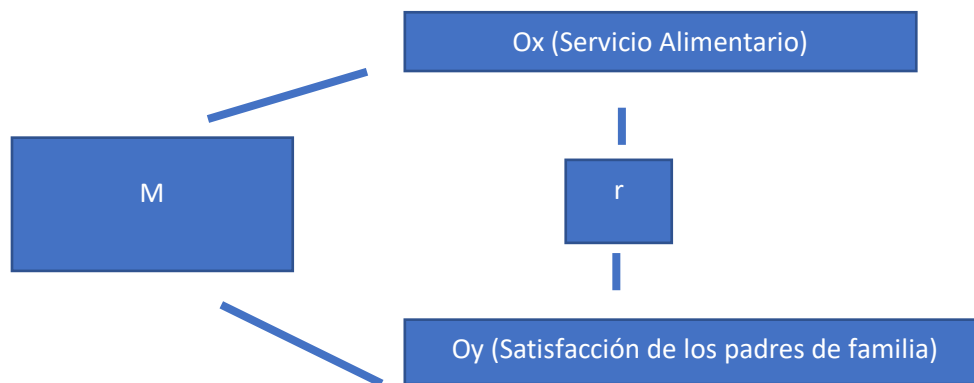 Ox (Servicio Alimentario)
M
r
Oy (Satisfacción de los padres de familia)